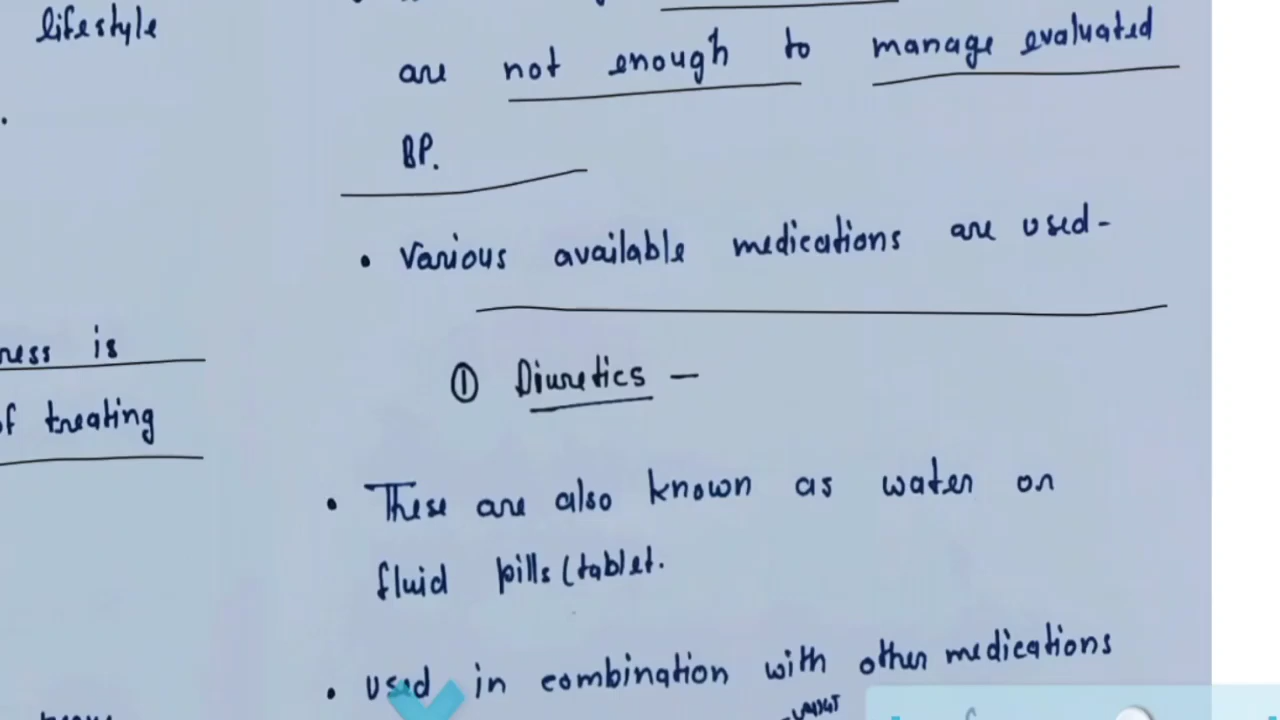 lifestyle
.
ness is
of treating
are not enough to manage evaluated
BP.
• Various available medications are used-
① Diuretics —
• These are also known as water or
fluid pills (tablet.
• used in combination with other medications